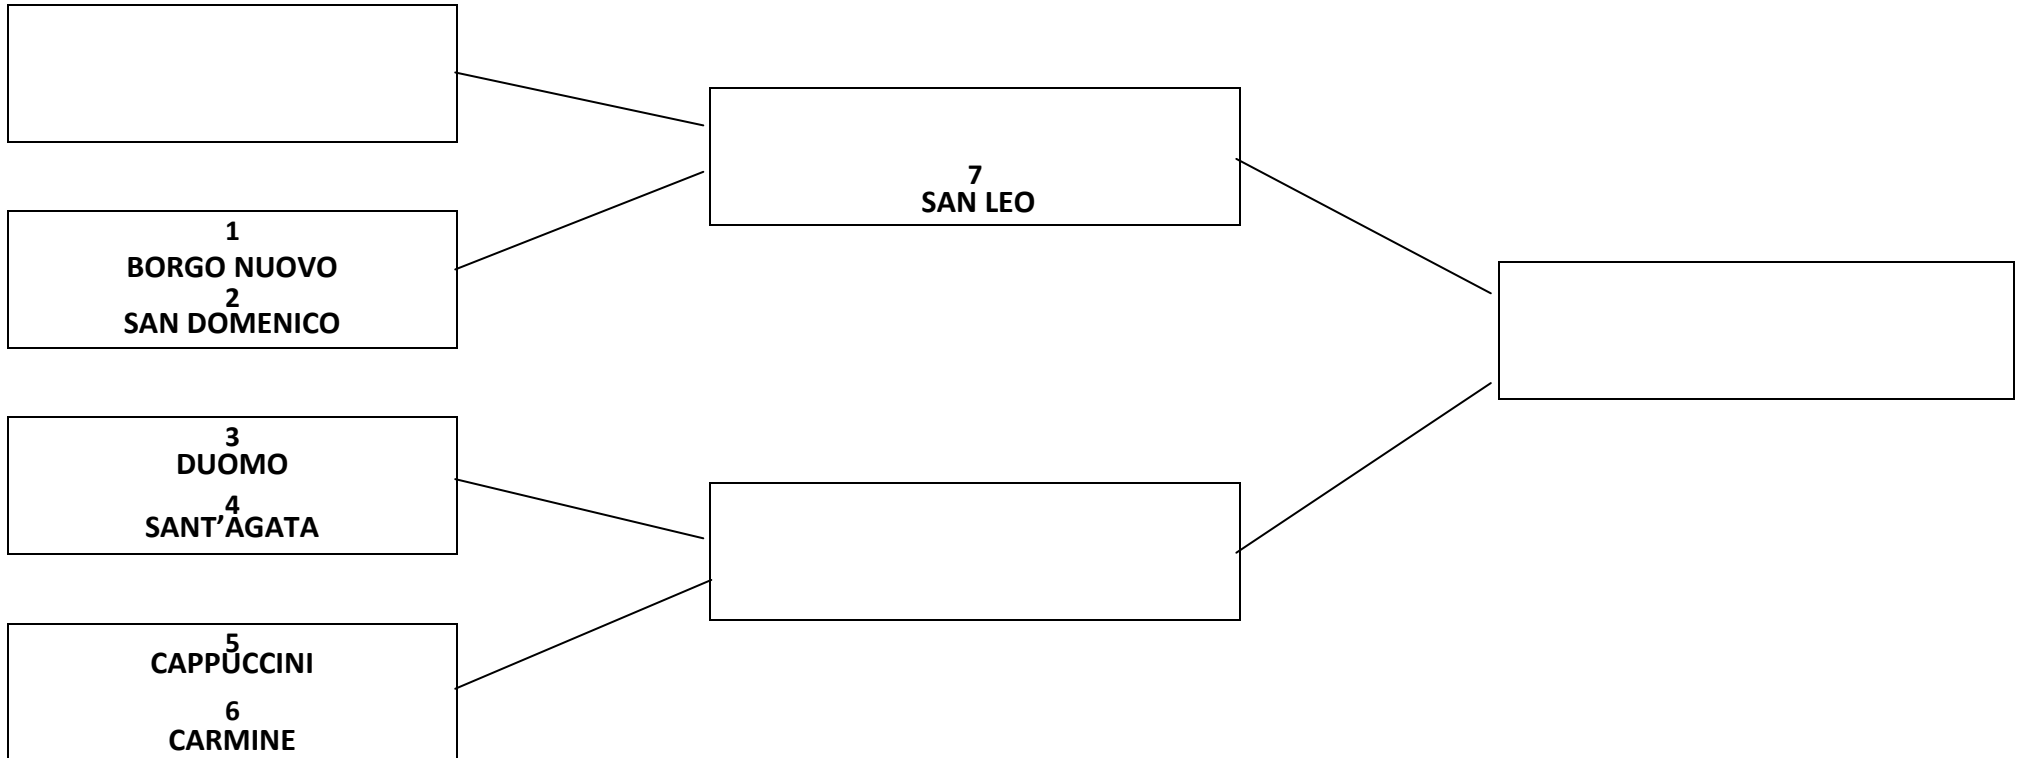 1
BORGO NUOVO
2
SAN DOMENICO
3
DUOMO
4
SANT’AGATA
5
CAPPUCCINI
6
CARMINE
7
SAN LEO